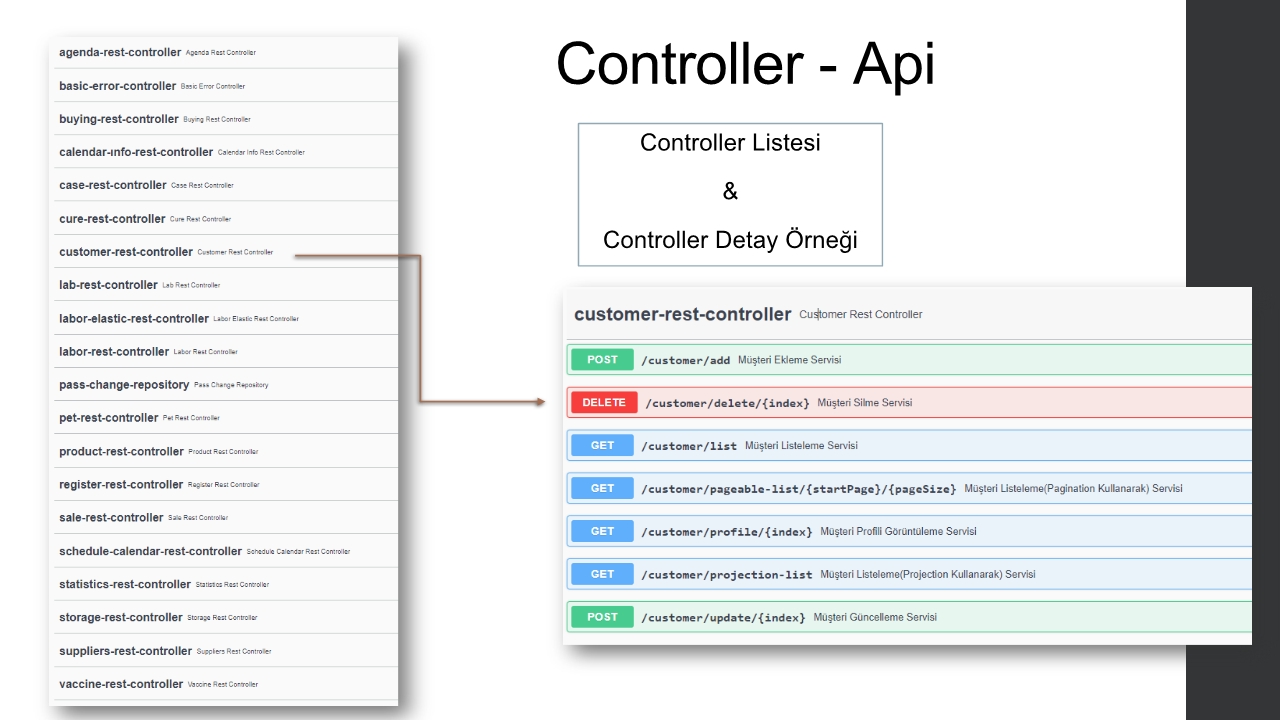 Controller - Api
Controller Listesi
&
Controller Detay Örneği
agenda-rest-controller Agenda Rest Controller
basic-error-controller Basic Error Controller
buying-rest-controller Buying Rest Controller
calendar-ınfo-rest-controller Calendar Info Rest Controller
case-rest-controller Case Rest Controller
cure-rest-controller Cure Rest Controller
customer-rest-controller Customer Rest Controller
lab-rest-controller Lab Rest Controller
labor-elastic-rest-controller Labor Elastic Rest Controller
labor-rest-controller Labor Rest Controller
pass-change-repository Pass Change Repository
pet-rest-controller Pet Rest Controller
product-rest-controller Product Rest Controller
register-rest-controller Register Rest Controller
sale-rest-controller Sale Rest Controller
schedule-calendar-rest-controller Schedule Calendar Rest Controller
statistics-rest-controller Statistics Rest Controller
storage-rest-controller Storage Rest Controller
suppliers-rest-controller Suppliers Rest Controller
vaccine-rest-controller Vaccine Rest Controller
customer-rest-controller Customer Rest Controller
POST /customer/add Müşteri Ekleme Servisi
DELETE /customer/delete/{index} Müşteri Silme Servisi
GET /customer/list Müşteri Listeleme Servisi
GET /customer/pageable-list/{startPage}/{pageSize} Müşteri Listeleme(Pagination Kullanarak) Servisi
GET /customer/profile/{index} Müşteri Profili Görüntüleme Servisi
GET /customer/projection-list Müşteri Listeleme(Projection Kullanarak) Servisi
POST /customer/update/{index} Müşteri Güncelleme Servisi